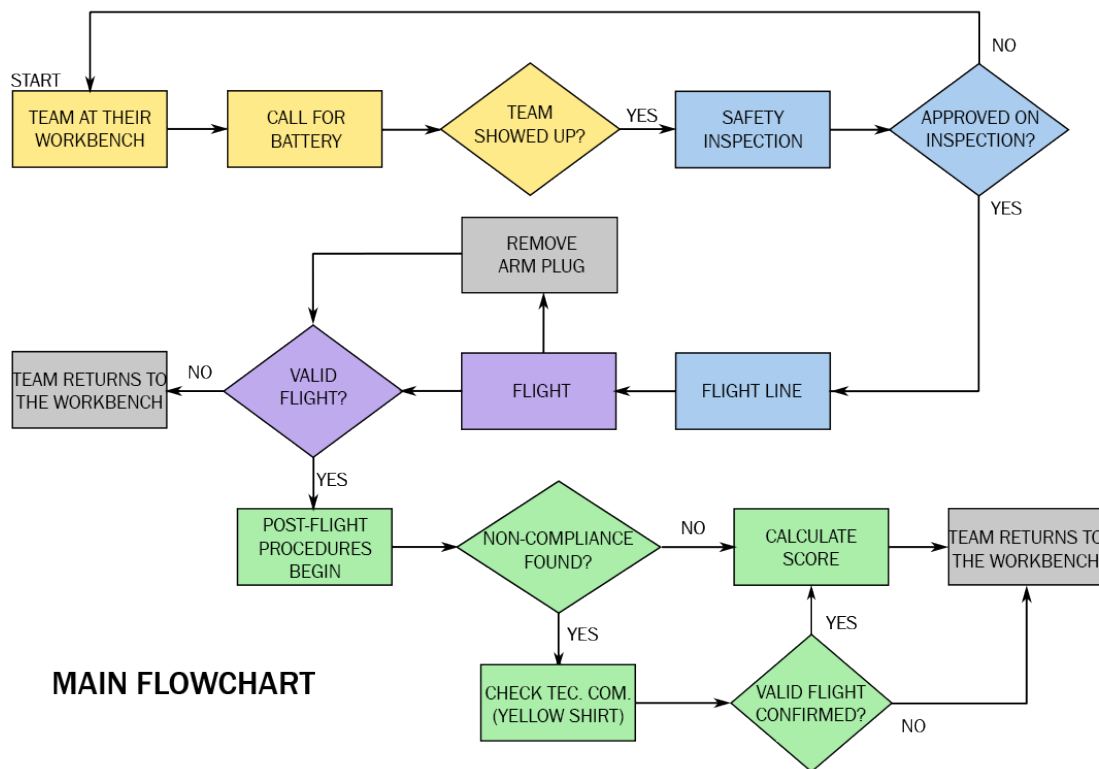 NO
START
TEAM AT THEIR
WORKBENCH
CALL FOR
BATTERY
TEAM
SHOWED UP?
YES
SAFETY
INSPECTION
APPROVED ON
INSPECTION?
YES
REMOVE
ARM PLUG
TEAM RETURNS TO
THE WORKBENCH
NO
VALID
FLIGHT?
FLIGHT
FLIGHT LINE
YES
POST-FLIGHT
PROCEDURES
BEGIN
NON-COMPLIANCE
FOUND?
NO
CALCULATE
SCORE
TEAM RETURNS TO
THE WORKBENCH
YES
YES
MAIN FLOWCHART
CHECK TEC. COM.
(YELLOW SHIRT)
VALID FLIGHT
CONFIRMED?
NO